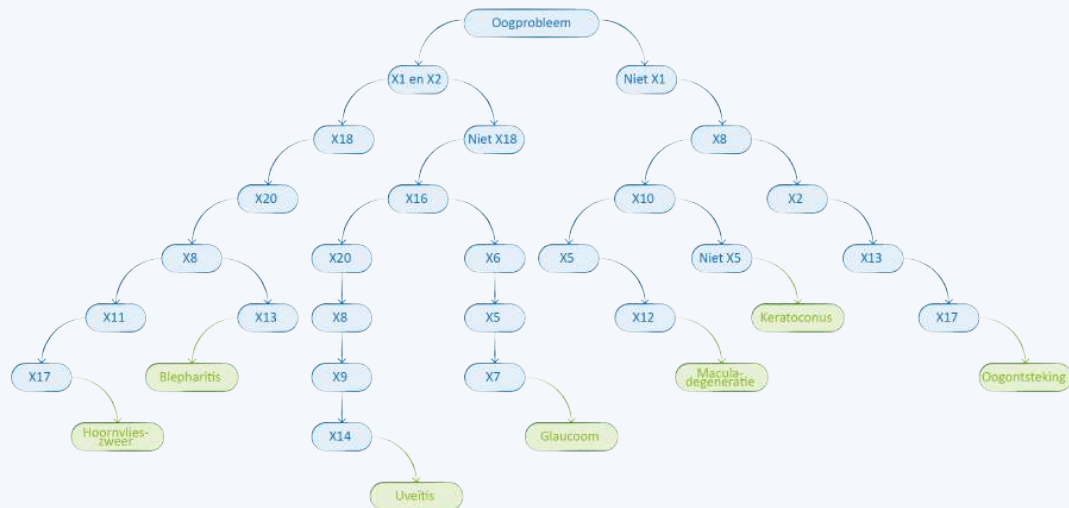 Oogprobleem
X1 en X2
Niet X1
X18
Niet X18
X8
X20
X16
X10
X2
X8
X20
X6
X5
Niet X5
X13
X11
X13
X8
X5
X12
Keratoconus
X17
X17
Blepharitis
X9
X7
Macula-
degeneratie
Oogontsteking
Hoornvlies-
zweer
X14
Glaucoom
Uveïtis